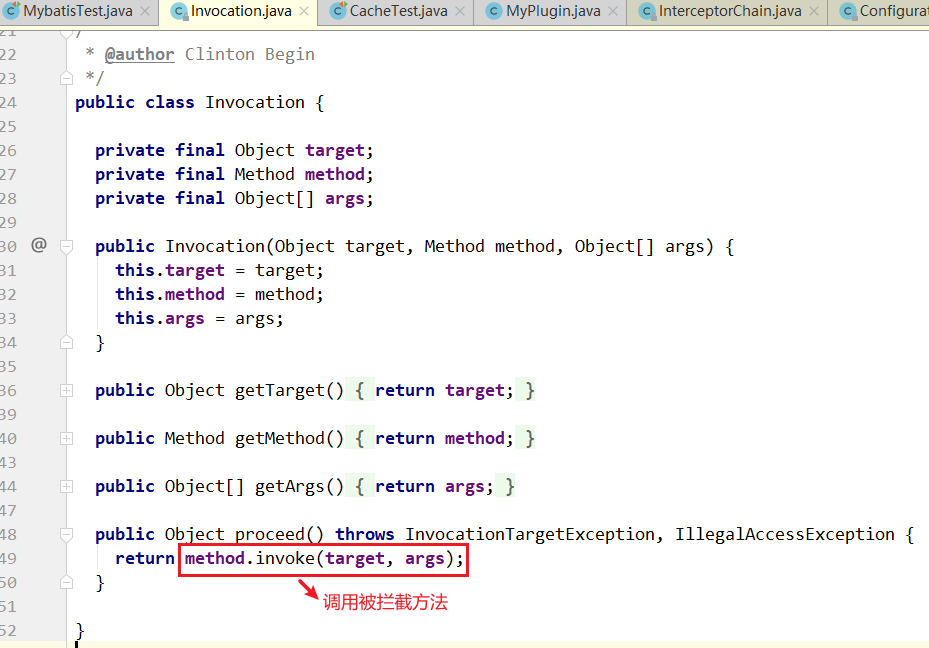 MybatisTest.java Invocation.java CacheTest.java MyPlugin.java InterceptorChain.java Configurat
21 /
22 * @author Clinton Begin
23 */
24 public class Invocation {
25
26 private final Object target;
27 private final Method method;
28 private final Object[] args;
29
30 @ public Invocation(Object target, Method method, Object[] args) {
31 this.target = target;
32 this.method = method;
33 this.args = args;
34 }
35
36 public Object getTarget() { return target; }
39
40 public Method getMethod() { return method; }
43
44 public Object[] getArgs() { return args; }
47
48 public Object proceed() throws InvocationTargetException, IllegalAccessException {
49 return method.invoke(target, args);
50 }
调用被拦截方法
51
52 }